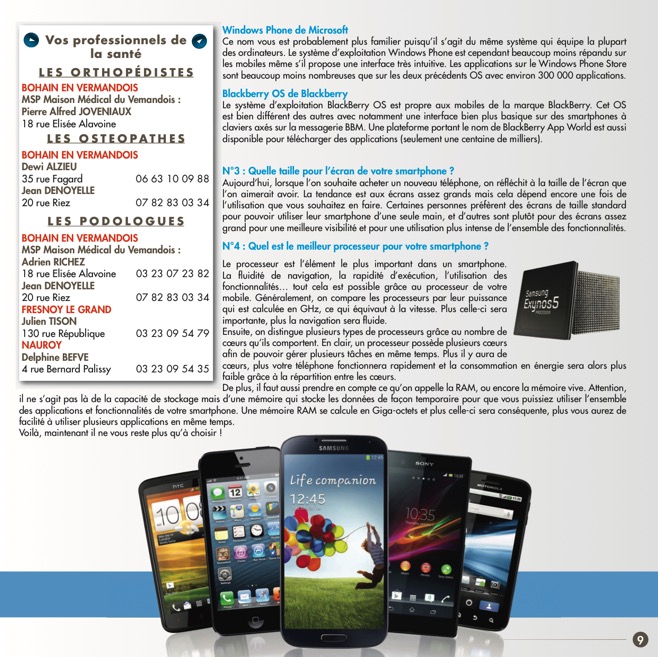 Vos professionnels de
la santé
LES ORTHOPÉDISTES
BOHAIN EN VERMANDOIS
MSP Maison Médical du Vemandois :
Pierre Alfred JOVENIAUX
18 rue Elisée Alavoine
LES OSTEOPATHES
BOHAIN EN VERMANDOIS
Dewi ALZIEU
35 rue Fagard 06 63 10 09 88
Jean DENOYELLE
20 rue Riez 07 82 83 03 34
LES PODOLOGUES
BOHAIN EN VERMANDOIS
MSP Maison Médical du Vemandois :
Adrien RICHEZ
18 rue Elisée Alavoine 03 23 07 23 82
Jean DENOYELLE
20 rue Riez 07 82 83 03 34
FRESNOY LE GRAND
Julien TISON
130 rue République 03 23 09 54 79
NAUROY
Delphine BEFVE
4 rue Bernard Palissy 03 23 09 54 35
Windows Phone de Microsoft
Ce nom vous est probablement plus familier puisqu'il s'agit du même système qui équipe la plupart
des ordinateurs. Le système d'exploitation Windows Phone est cependant beaucoup moins répandu sur
les mobiles même s'il propose une interface très intuitive. Les applications sur le Windows Phone Store
sont beaucoup moins nombreuses que sur les deux précédents OS avec environ 300 000 applications.
Blackberry OS de Blackberry
Le système d'exploitation BlackBerry OS est propre aux mobiles de la marque BlackBerry. Cet OS
est bien différent des autres avec notamment une interface bien plus basique sur des smartphones à
claviers axés sur la messagerie BBM. Une plateforme portant le nom de BlackBerry App World est aussi
disponible pour télécharger des applications (seulement une centaine de milliers).
N°3 : Quelle taille pour l'écran de votre smartphone ?
Aujourd'hui, lorsque l'on souhaite acheter un nouveau téléphone, on réfléchit à la taille de l'écran que
l'on aimerait avoir. La tendance est aux écrans assez grands mais cela dépend encore une fois de
l'utilisation que vous souhaitez en faire. Certaines personnes préfèrent des écrans de taille standard
pour pouvoir utiliser leur smartphone d'une seule main, et d'autres sont plutôt pour des écrans assez
grand pour une meilleure visibilité et pour une utilisation plus intense de l'ensemble des fonctionnalités.
N°4 : Quel est le meilleur processeur pour votre smartphone ?
Le processeur est l'élément le plus important dans un smartphone.
La fluidité de navigation, la rapidité d'exécution, l'utilisation des
fonctionnalités… tout cela est possible grâce au processeur de votre
mobile. Généralement, on compare les processeurs par leur puissance
qui est calculée en GHz, ce qui équivaut à la vitesse. Plus celle-ci sera
importante, plus la navigation sera fluide.
Ensuite, on distingue plusieurs types de processeurs grâce au nombre de
cœurs qu'ils comportent. En clair, un processeur possède plusieurs cœurs
afin de pouvoir gérer plusieurs tâches en même temps. Plus il y aura de
cœurs, plus votre téléphone fonctionnera rapidement et la consommation en énergie sera alors plus
faible grâce à la répartition entre les cœurs.
De plus, il faut aussi prendre en compte ce qu'on appelle la RAM, ou encore la mémoire vive. Attention,
il ne s'agit pas là de la capacité de stockage mais d'une mémoire qui stocke les données de façon temporaire pour que vous puissiez utiliser l'ensemble
des applications et fonctionnalités de votre smartphone. Une mémoire RAM se calcule en Giga-octets et plus celle-ci sera conséquente, plus vous aurez de
facilité à utiliser plusieurs applications en même temps.
Voilà, maintenant il ne vous reste plus qu'à choisir !
SAMSUNG
Exynos 5
PROCESSOR
hTC
SAMSUNG
Life companion
12:45
SONY
10:35
MOTOROLA
SAMSUNG
9